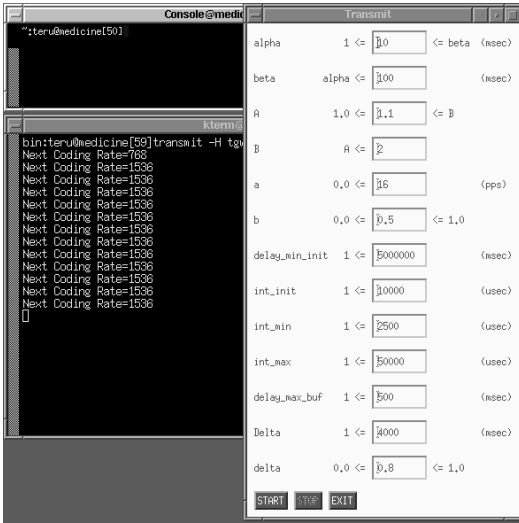 Console@medic
~:teru@medicine[50]
kterm@
bin:teru@medicine[59]transmit -H tgw
Next Coding Rate=768
Next Coding Rate=1536
Next Coding Rate=1536
Next Coding Rate=1536
Next Coding Rate=1536
Next Coding Rate=1536
Next Coding Rate=1536
Next Coding Rate=1536
Next Coding Rate=1536
Next Coding Rate=1536
Next Coding Rate=1536
Next Coding Rate=1536
Next Coding Rate=1536
Transmit
alpha 1 <= 10 <= beta (msec)
beta alpha <= 100 (msec)
A 1.0 <= 1.1 <= B
B A <= 2
a 0.0 <= 16 (pps)
b 0.0 <= 0.5 <= 1.0
delay_min_init 1 <= 5000000 (msec)
int_init 1 <= 10000 (usec)
int_min 1 <= 2500 (usec)
int_max 1 <= 50000 (usec)
delay_max_buf 1 <= 500 (msec)
Delta 1 <= 4000 (msec)
delta 0.0 <= 0.8 <= 1.0
START STOP EXIT